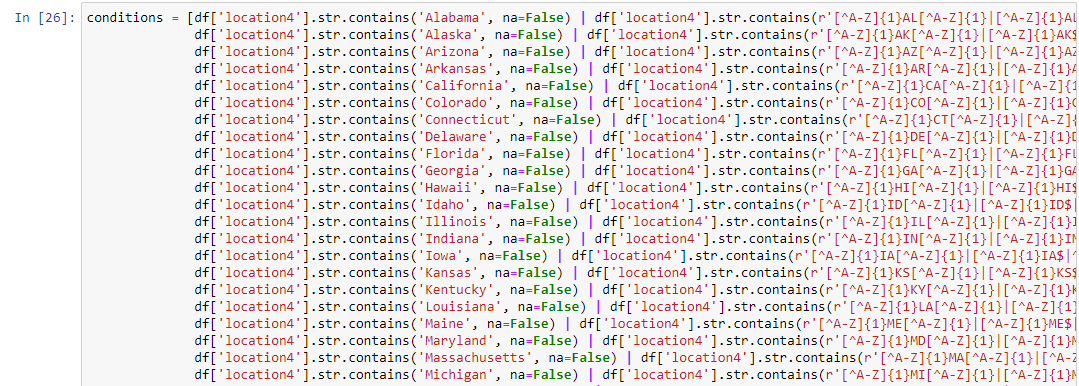 In [26]: conditions = [df['location4'].str.contains('Alabama', na=False) | df['location4'].str.contains(r'[^A-Z]{1}AL[^A-Z]{1}|[^A-Z]{1}AL
df['location4'].str.contains('Alaska', na=False) | df['location4'].str.contains(r'[^A-Z]{1}AK[^A-Z]{1}|[^A-Z]{1}AK$
df['location4'].str.contains('Arizona', na=False) | df['location4'].str.contains(r'[^A-Z]{1}AZ[^A-Z]{1}|[^A-Z]{1}AZ
df['location4'].str.contains('Arkansas', na=False) | df['location4'].str.contains(r'[^A-Z]{1}AR[^A-Z]{1}|[^A-Z]{1}A
df['location4'].str.contains('California', na=False) | df['location4'].str.contains(r'[^A-Z]{1}CA[^A-Z]{1}|[^A-Z]{1
df['location4'].str.contains('Colorado', na=False) | df['location4'].str.contains(r'[^A-Z]{1}CO[^A-Z]{1}|[^A-Z]{1}C
df['location4'].str.contains('Connecticut', na=False) | df['location4'].str.contains(r'[^A-Z]{1}CT[^A-Z]{1}|[^A-Z]{
df['location4'].str.contains('Delaware', na=False) | df['location4'].str.contains(r'[^A-Z]{1}DE[^A-Z]{1}|[^A-Z]{1}D
df['location4'].str.contains('Florida', na=False) | df['location4'].str.contains(r'[^A-Z]{1}FL[^A-Z]{1}|[^A-Z]{1}FL
df['location4'].str.contains('Georgia', na=False) | df['location4'].str.contains(r'[^A-Z]{1}GA[^A-Z]{1}|[^A-Z]{1}GA
df['location4'].str.contains('Hawaii', na=False) | df['location4'].str.contains(r'[^A-Z]{1}HI[^A-Z]{1}|[^A-Z]{1}HI$
df['location4'].str.contains('Idaho', na=False) | df['location4'].str.contains(r'[^A-Z]{1}ID[^A-Z]{1}|[^A-Z]{1}ID$|
df['location4'].str.contains('Illinois', na=False) | df['location4'].str.contains(r'[^A-Z]{1}IL[^A-Z]{1}|[^A-Z]{1}I
df['location4'].str.contains('Indiana', na=False) | df['location4'].str.contains(r'[^A-Z]{1}IN[^A-Z]{1}|[^A-Z]{1}IN
df['location4'].str.contains('Iowa', na=False) | df['location4'].str.contains(r'[^A-Z]{1}IA[^A-Z]{1}|[^A-Z]{1}IA$|^
df['location4'].str.contains('Kansas', na=False) | df['location4'].str.contains(r'[^A-Z]{1}KS[^A-Z]{1}|[^A-Z]{1}KS$
df['location4'].str.contains('Kentucky', na=False) | df['location4'].str.contains(r'[^A-Z]{1}KY[^A-Z]{1}|[^A-Z]{1}K
df['location4'].str.contains('Louisiana', na=False) | df['location4'].str.contains(r'[^A-Z]{1}LA[^A-Z]{1}|[^A-Z]{1}
df['location4'].str.contains('Maine', na=False) | df['location4'].str.contains(r'[^A-Z]{1}ME[^A-Z]{1}|[^A-Z]{1}ME$|
df['location4'].str.contains('Maryland', na=False) | df['location4'].str.contains(r'[^A-Z]{1}MD[^A-Z]{1}|[^A-Z]{1}M
df['location4'].str.contains('Massachusetts', na=False) | df['location4'].str.contains(r'[^A-Z]{1}MA[^A-Z]{1}|[^A-Z
df['location4'].str.contains('Michigan', na=False) | df['location4'].str.contains(r'[^A-Z]{1}MI[^A-Z]{1}|[^A-Z]{1}M